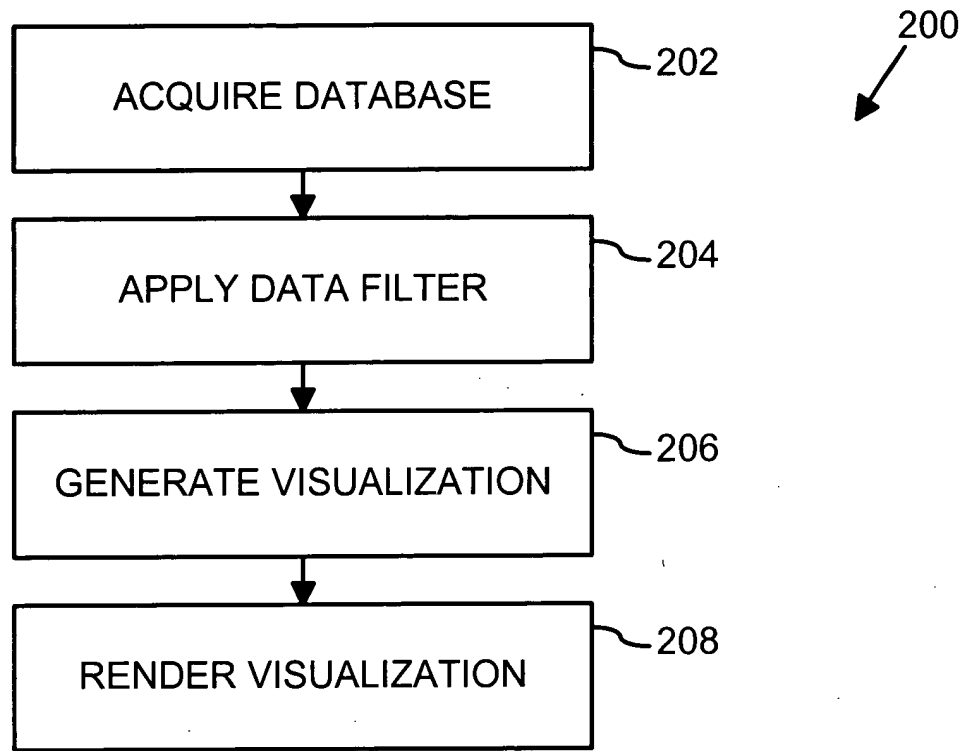 200
ACQUIRE DATABASE
202
APPLY DATA FILTER
204
GENERATE VISUALIZATION
206
RENDER VISUALIZATION
208